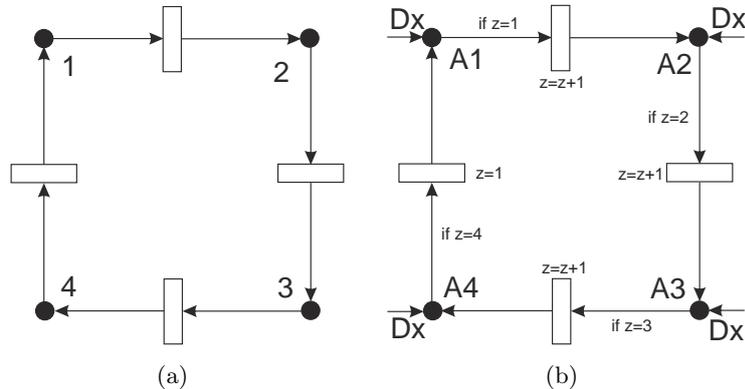 1
2
3
4
(a)
Dx
if z=1
Dx
A1
z=z+1
A2
if z=2
z=1
z=z+1
if z=4
z=z+1
A4
A3
Dx
if z=3
Dx
(b)